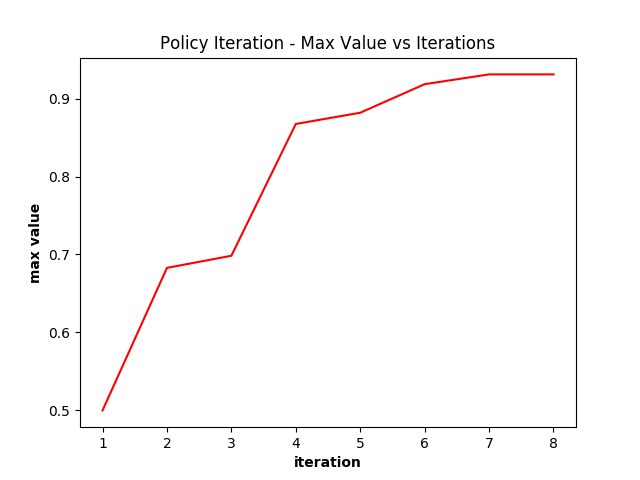 Policy Iteration - Max Value vs Iterations
0.9
0.8
0.7
0.6
0.5
max value
1 2 3 4 5 6 7 8
iteration